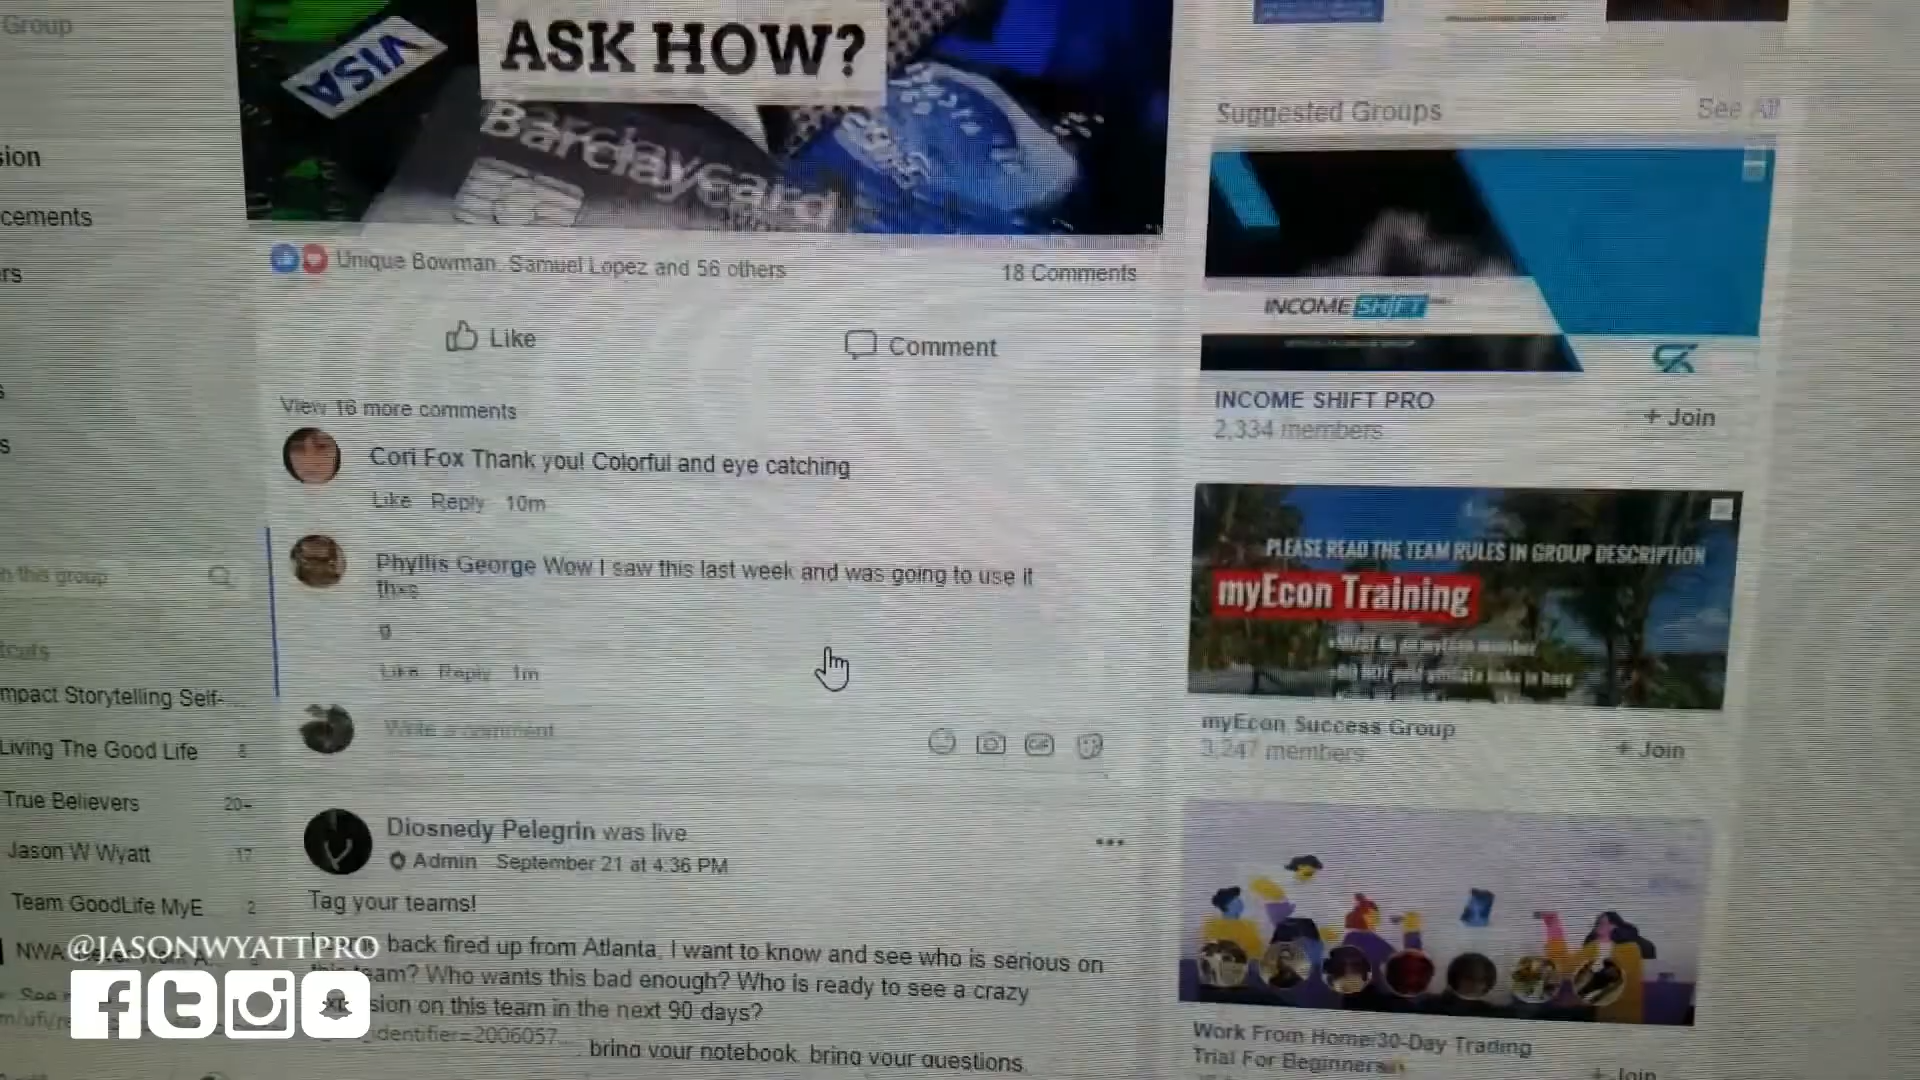 Group
ASK HOW?
VISA
Barclaycard
Unique Bowman, Samuel Lopez and 56 others
18 Comments
Like
Comment
View 16 more comments
Cori Fox Thank you! Colorful and eye catching
Like Reply 10m
Phyllis George Wow I saw this last week and was going to use it
g
Like Reply 1m
Write a comment
Diosnedy Pelegrin was live
Admin September 21 at 4:36 PM
Tag your teams!
back fired up from Atlanta, I want to know and see who is serious on
team? Who wants this bad enough? Who is ready to see a crazy
sion on this team in the next 90 days?
dentifier=2006057...
bring your notebook, bring your questions
sion
cements
rs
s
s
n this group
tcuts
mpact Storytelling Self-...
Living The Good Life 8
True Believers 20+
Jason W Wyatt 17
Team GoodLife MyE 2
NWA
@JASONWYATTPRO
Suggested Groups
See All
INCOME SHIFT
INCOME SHIFT PRO
2,334 members
+ Join
PLEASE READ THE TEAM RULES IN GROUP DESCRIPTION
myEcon Training
myEcon Success Group
3,247 members
+ Join
Work From Home/30-Day Trading
Trial For Beginners
+ Join